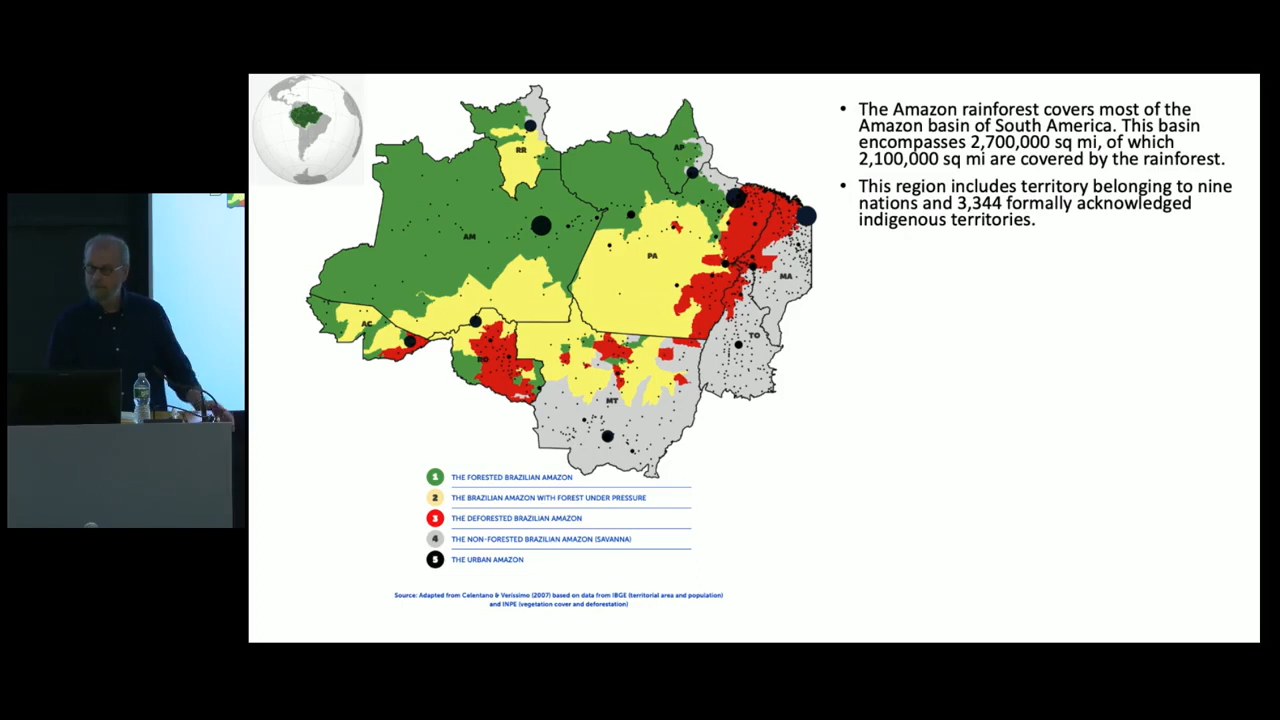 • The Amazon rainforest covers most of the
Amazon basin of South America. This basin
encompasses 2,700,000 sq mi, of which
2,100,000 sq mi are covered by the rainforest.
• This region includes territory belonging to nine
nations and 3,344 formally acknowledged
indigenous territories.
RR
AP
AM
PA
MA
AC
TO
RO
MT
1 THE FORESTED BRAZILIAN AMAZON
2 THE BRAZILIAN AMAZON WITH FOREST UNDER PRESSURE
3 THE DEFORESTED BRAZILIAN AMAZON
4 THE NON-FORESTED BRAZILIAN AMAZON (SAVANNA)
5 THE URBAN AMAZON
Source: Adapted from Celentano & Veríssimo (2007) based on data from IBGE (territorial area and population)
and INPE (vegetation cover and deforestation)